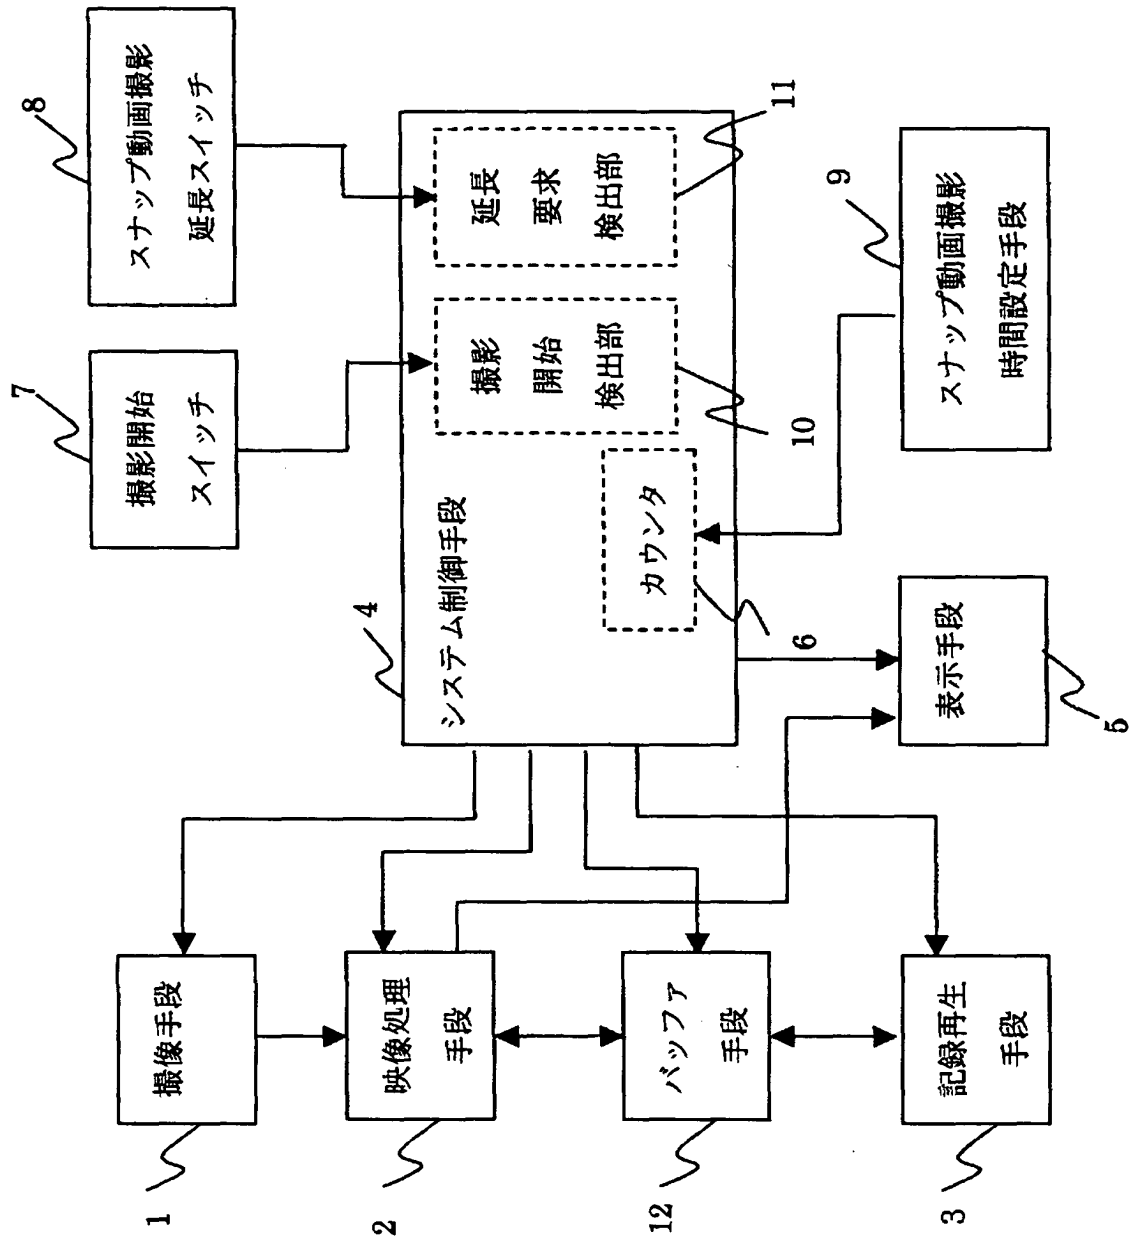 1
撮像手段
2
映像処理
手段
12
バッファ
手段
3
記録再生
手段
4
システム制御手段
カウンタ
6
撮影
開始
検出部
10
延長
要求
検出部
11
5
表示手段
7
撮影開始
スイッチ
8
スナップ動画撮影
延長スイッチ
9
スナップ動画撮影
時間設定手段